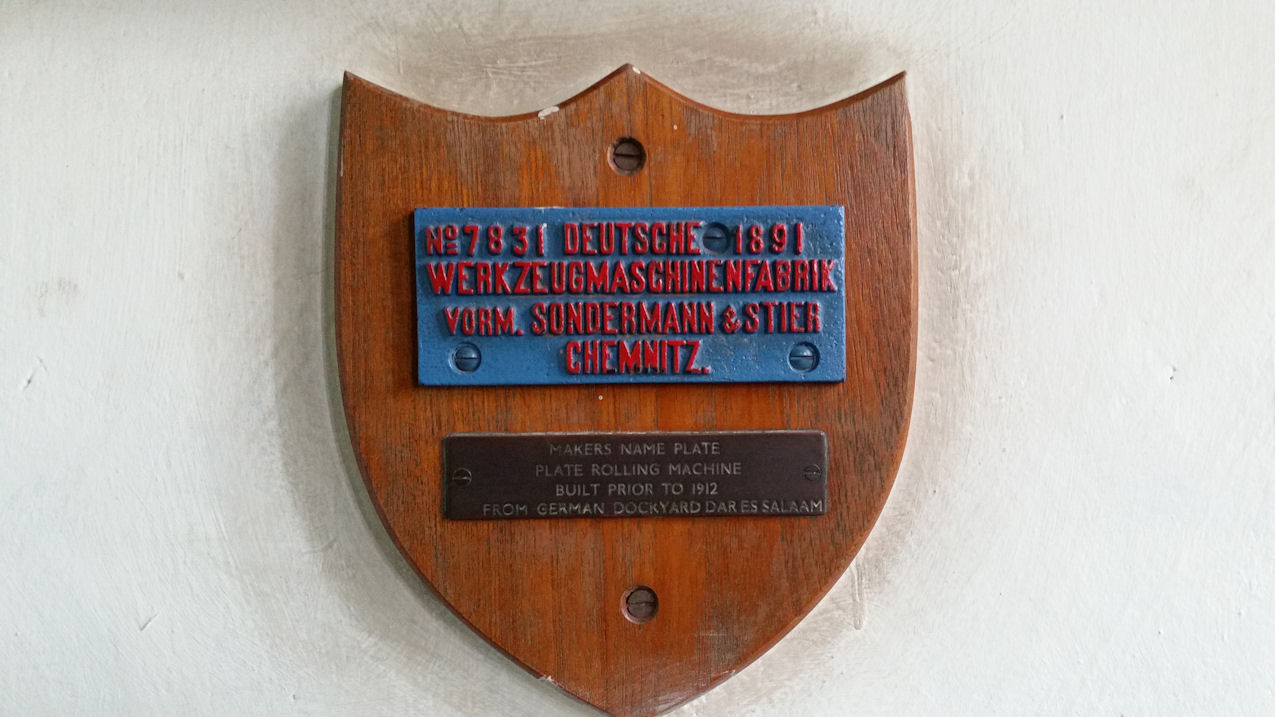 No 7831 DEUTSCHE 1891
WERKZEUGMASCHINENFABRIK
VORM. SONDERMANN & STIER
CHEMNITZ.
MAKERS NAME PLATE
PLATE ROLLING MACHINE
BUILT PRIOR TO 1912
FROM GERMAN DOCKYARD DAR ES SALAAM